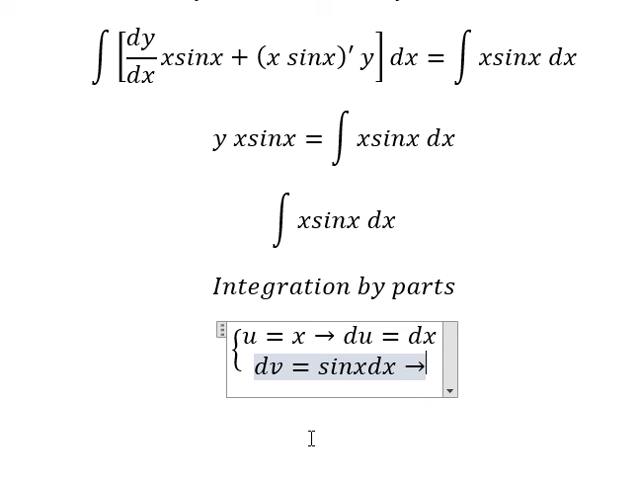 ∫ [dy/dx xsinx + (x sinx)′ y] dx = ∫ xsinx dx
y xsinx = ∫ xsinx dx
∫ xsinx dx
Integration by parts
{u = x → du = dx
dv = sinxdx →